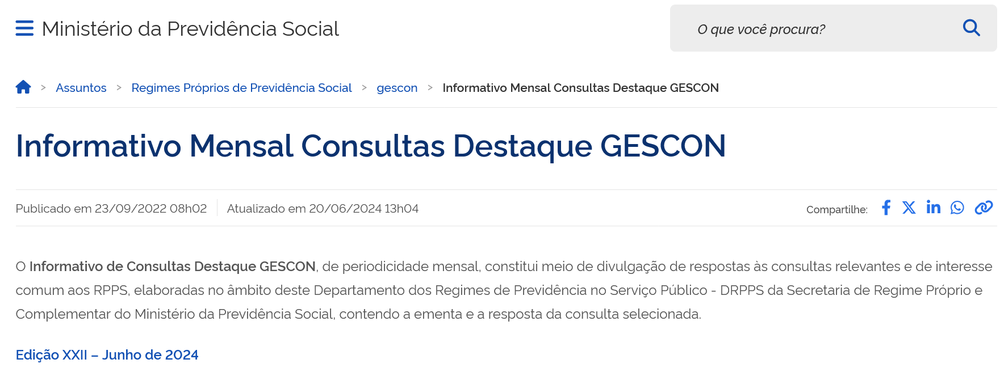 Ministério da Previdência Social
O que você procura?
> Assuntos > Regimes Próprios de Previdência Social > gescon > Informativo Mensal Consultas Destaque GESCON
Informativo Mensal Consultas Destaque GESCON
Publicado em 23/09/2022 08h02 Atualizado em 20/06/2024 13h04
Compartilhe:
O Informativo de Consultas Destaque GESCON, de periodicidade mensal, constitui meio de divulgação de respostas às consultas relevantes e de interesse
comum aos RPPS, elaboradas no âmbito deste Departamento dos Regimes de Previdência no Serviço Público - DRPPS da Secretaria de Regime Próprio e
Complementar do Ministério da Previdência Social, contendo a ementa e a resposta da consulta selecionada.
Edição XXII – Junho de 2024